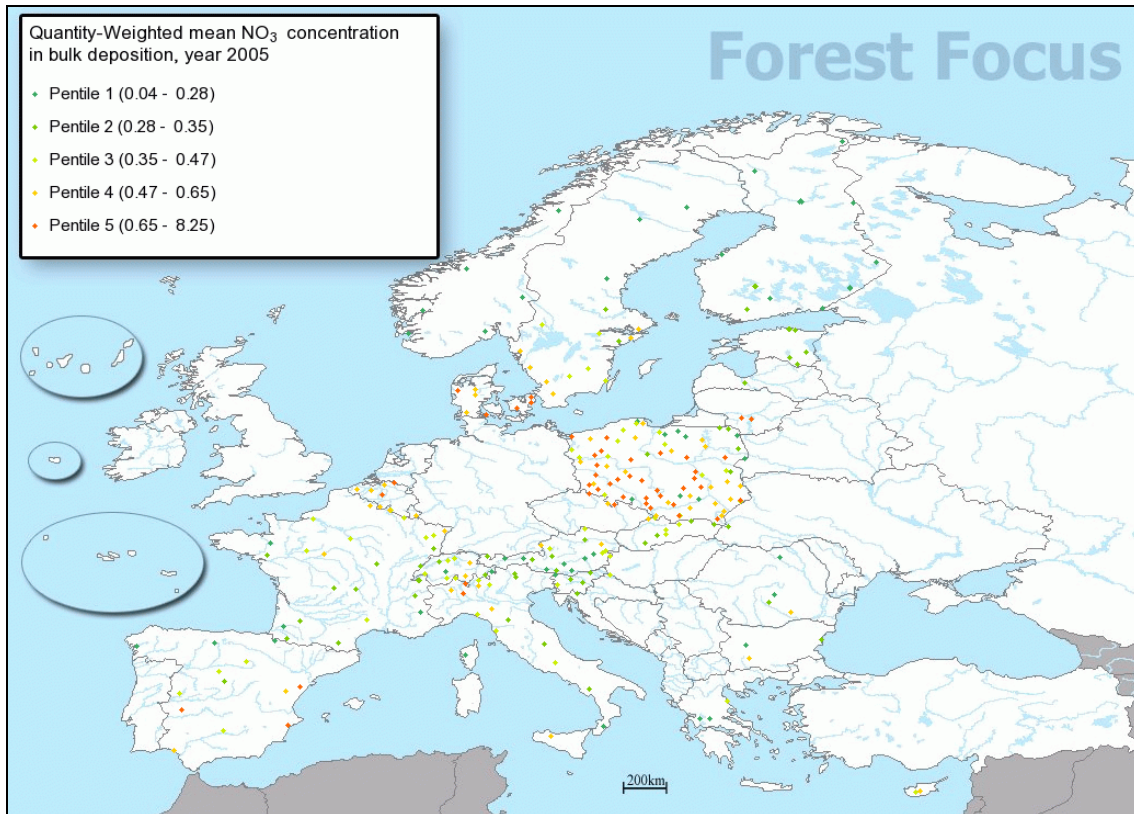 Quantity-Weighted mean NO₃ concentration
in bulk deposition, year 2005
Pentile 1 (0.04 - 0.28)
Pentile 2 (0.28 - 0.35)
Pentile 3 (0.35 - 0.47)
Pentile 4 (0.47 - 0.65)
Pentile 5 (0.65 - 8.25)
Forest Focus
200km